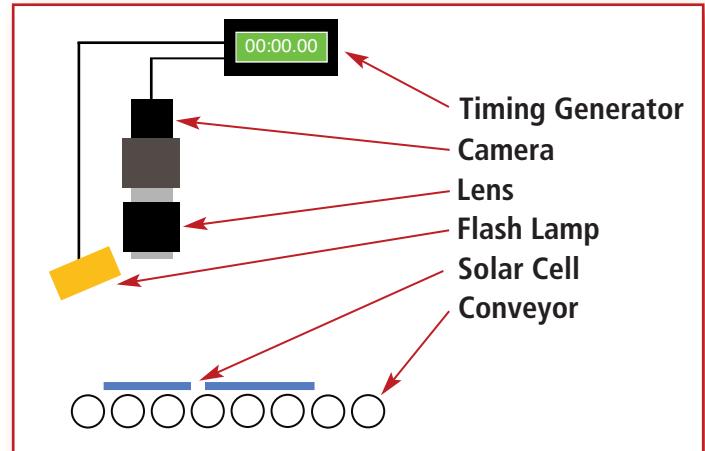 00:00.00
Timing Generator
Camera
Lens
Flash Lamp
Solar Cell
Conveyor